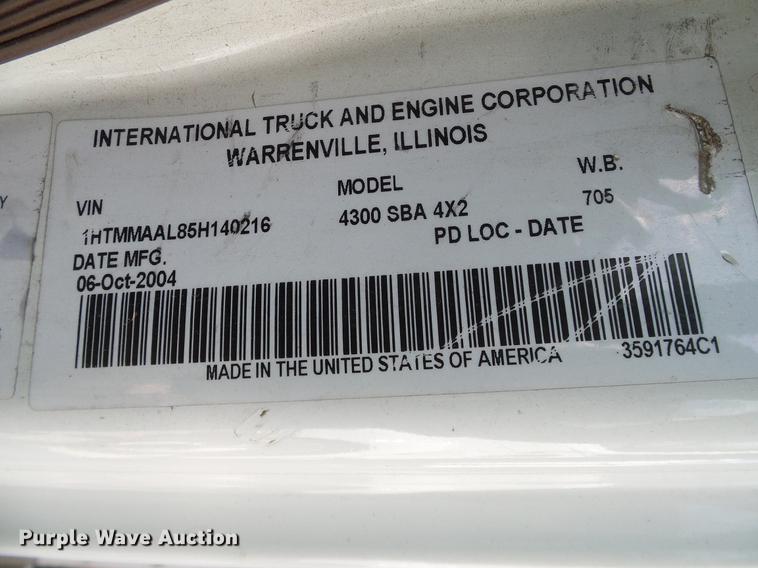 INTERNATIONAL TRUCK AND ENGINE CORPORATION
WARRENVILLE, ILLINOIS
VIN MODEL W.B.
1HTMMAAL85H140216 4300 SBA 4X2 705
DATE MFG. PD LOC - DATE
06-Oct-2004
MADE IN THE UNITED STATES OF AMERICA 3591764C1
Y
Purple Wave Auction